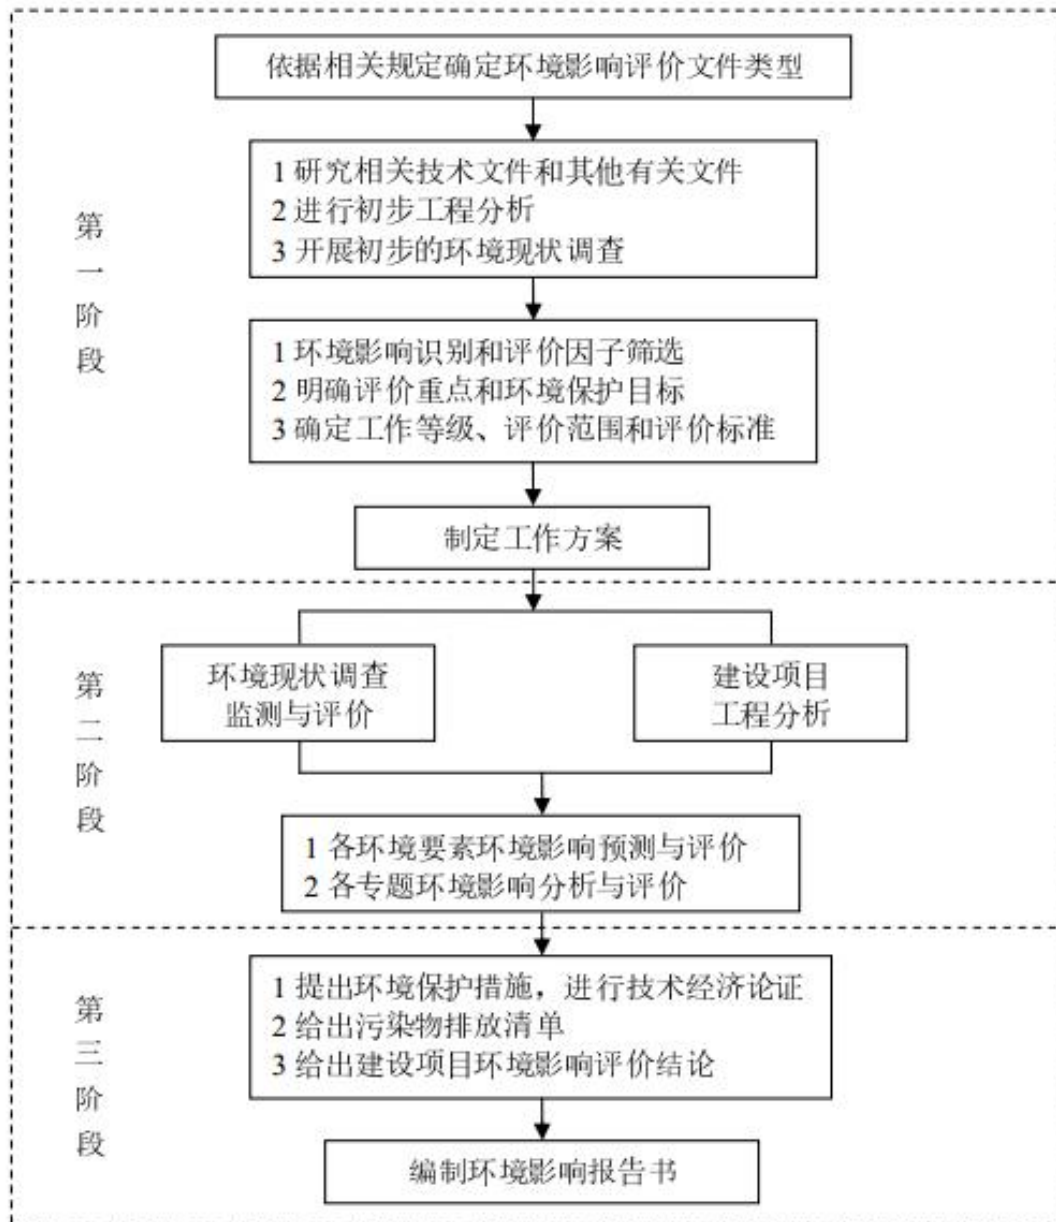 依据相关规定确定环境影响评价文件类型
1 研究相关技术文件和其他有关文件
2 进行初步工程分析
3 开展初步的环境现状调查
第一阶段
1 环境影响识别和评价因子筛选
2 明确评价重点和环境保护目标
3 确定工作等级、评价范围和评价标准
制定工作方案
第二阶段
环境现状调查
监测与评价
建设项目
工程分析
1 各环境要素环境影响预测与评价
2 各专题环境影响分析与评价
第三阶段
1 提出环境保护措施，进行技术经济论证
2 给出污染物排放清单
3 给出建设项目环境影响评价结论
编制环境影响报告书